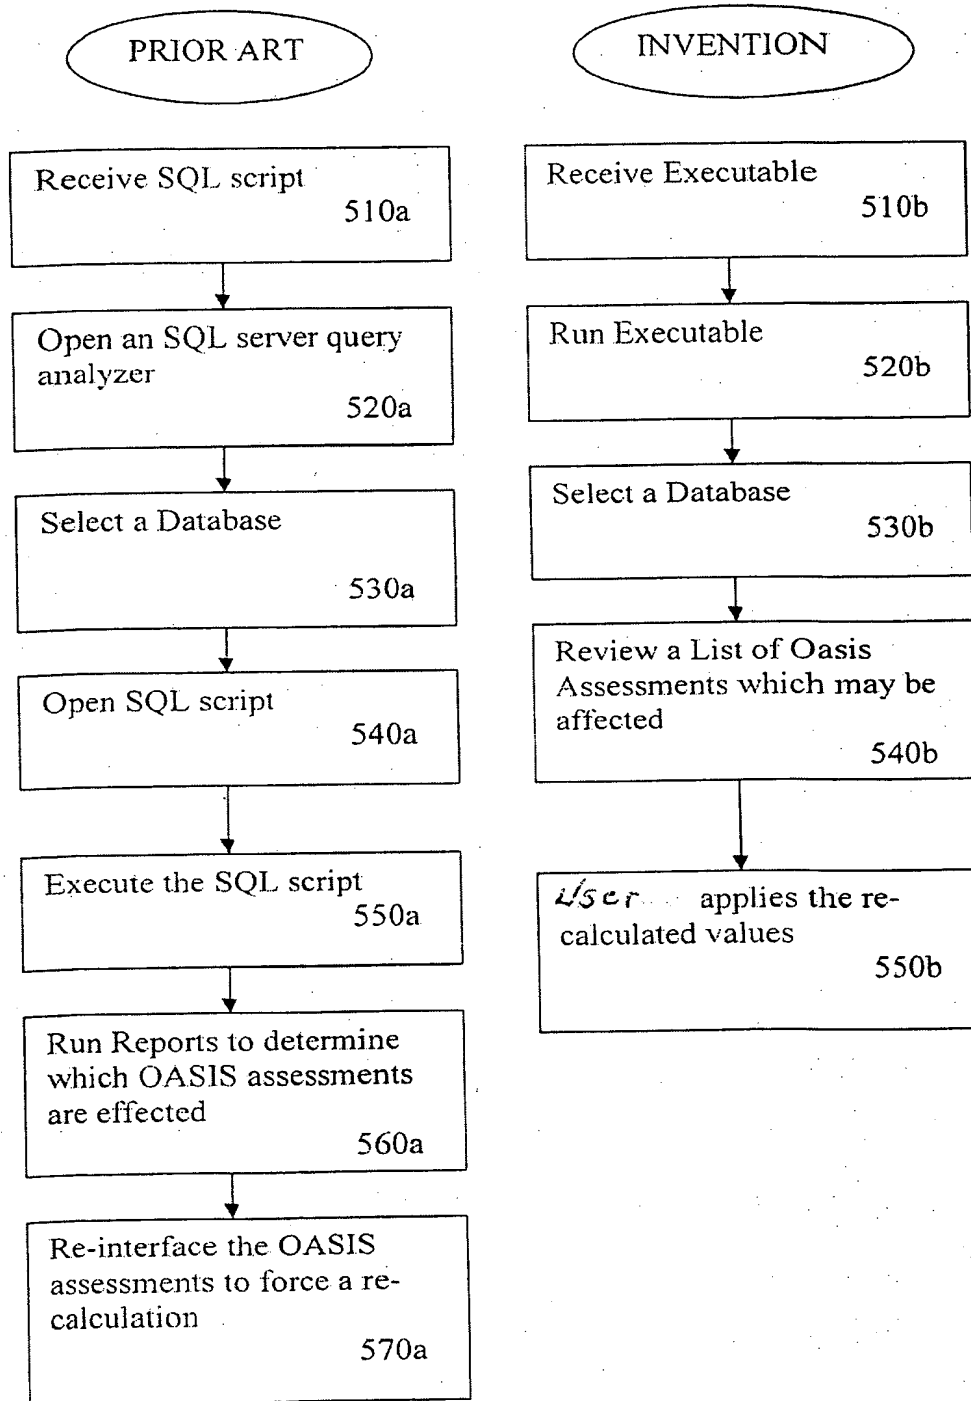 PRIOR ART
Receive SQL script
510a
Open an SQL server query
analyzer
520a
Select a Database
530a
Open SQL script
540a
Execute the SQL script
550a
Run Reports to determine
which OASIS assessments
are effected
560a
Re-interface the OASIS
assessments to force a re-
calculation
570a
INVENTION
Receive Executable
510b
Run Executable
520b
Select a Database
530b
Review a List of Oasis
Assessments which may be
affected
540b
User applies the re-
calculated values
550b